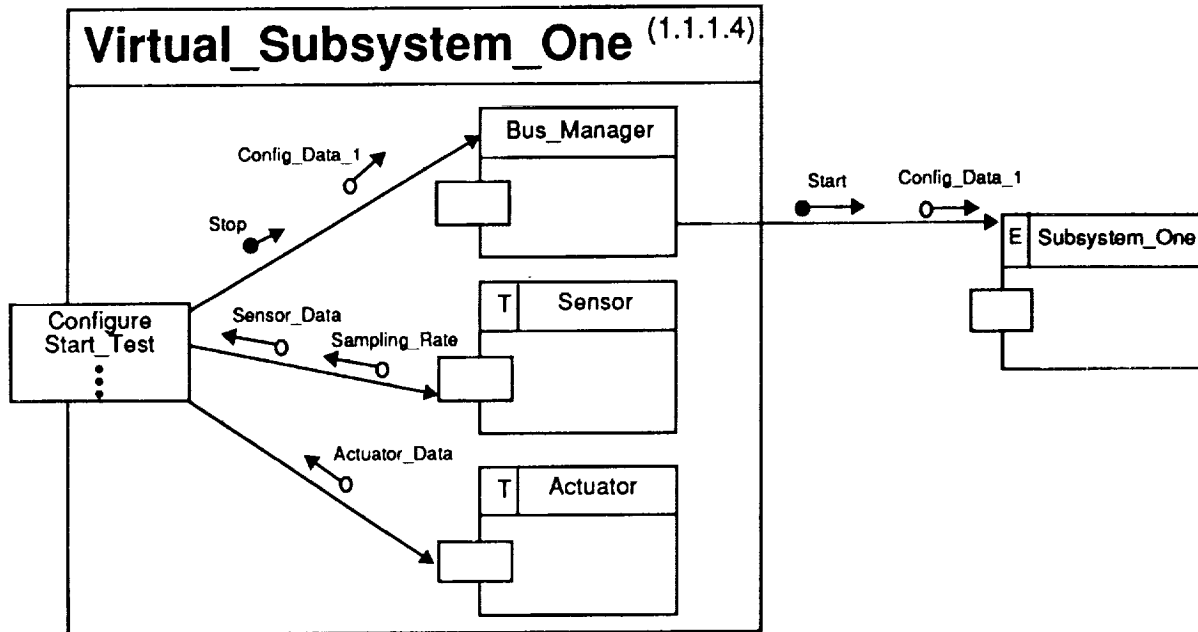 Virtual_Subsystem_One (1.1.1.4)
Bus_Manager
Config_Data_1
Stop
Start
Config_Data_1
E Subsystem_One
Configure
Start_Test
T Sensor
Sensor_Data
Sampling_Rate
Actuator_Data
T Actuator